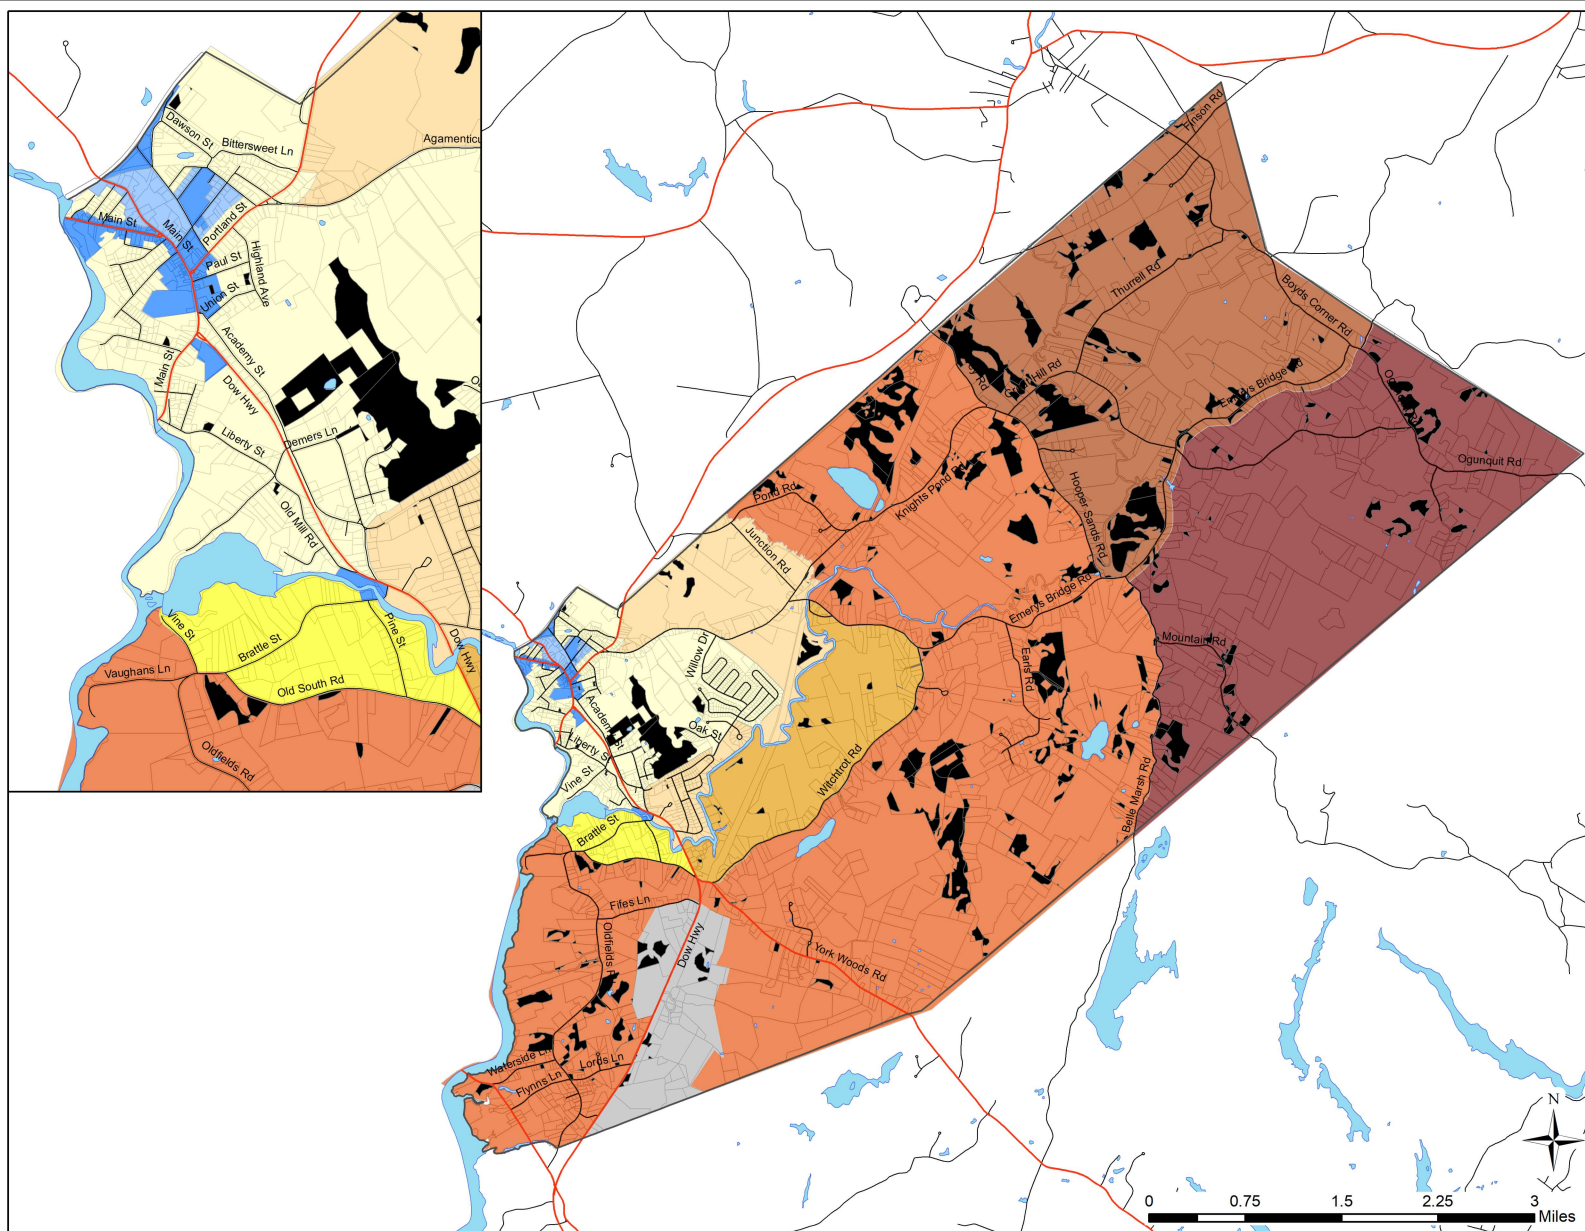 Dawson St
Bittersweet Ln
Main St
Main St
Portland St
Paul St
Highland Ave
Union St
Academy St
Main St
Dow Hwy
Liberty St
Demers Ln
Old Mill Rd
Vine St
Brattle St
Pine St
Dow Hwy
Vaughans Ln
Old South Rd
Oldfields Rd
Thurrell Rd
Boyds Corner Rd
Hill Rd
Emerys Bridge Rd
Ogunquit Rd
Pond Rd
Knights Pond Rd
Hooper Sands Rd
Junction Rd
Emerys Bridge Rd
Mountain Rd
Earls Rd
Willow Dr
Oak St
Liberty St
Vine St
Witchtrot Rd
Belle Marsh Rd
Brattle St
Fifes Ln
Dow Hwy
York Woods Rd
Waterside Ln
Lords Ln
Flynns Ln
N
0 0.75 1.5 2.25 3
Miles